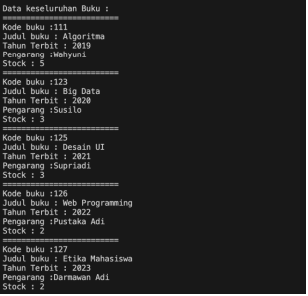 Data keseluruhan Buku :
==========================
Kode buku :111
Judul buku : Algoritma
Tahun Terbit : 2019
Pengarang :Wahyuni
Stock : 5
==========================
Kode buku :123
Judul buku : Big Data
Tahun Terbit : 2020
Pengarang :Susilo
Stock : 3
==========================
Kode buku :125
Judul buku : Desain UI
Tahun Terbit : 2021
Pengarang :Supriadi
Stock : 3
==========================
Kode buku :126
Judul buku : Web Programming
Tahun Terbit : 2022
Pengarang :Pustaka Adi
Stock : 2
==========================
Kode buku :127
Judul buku : Etika Mahasiswa
Tahun Terbit : 2023
Pengarang :Darmawan Adi
Stock : 2